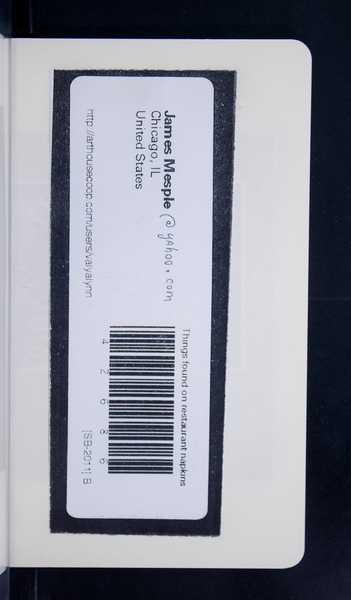 James Mesple @ yahoo.com
Chicago, IL
United States
http://arthousecoop.com/users/valyalynn
Things found on restaurant napkins
4 2 6 8 6
[SB-2011] B